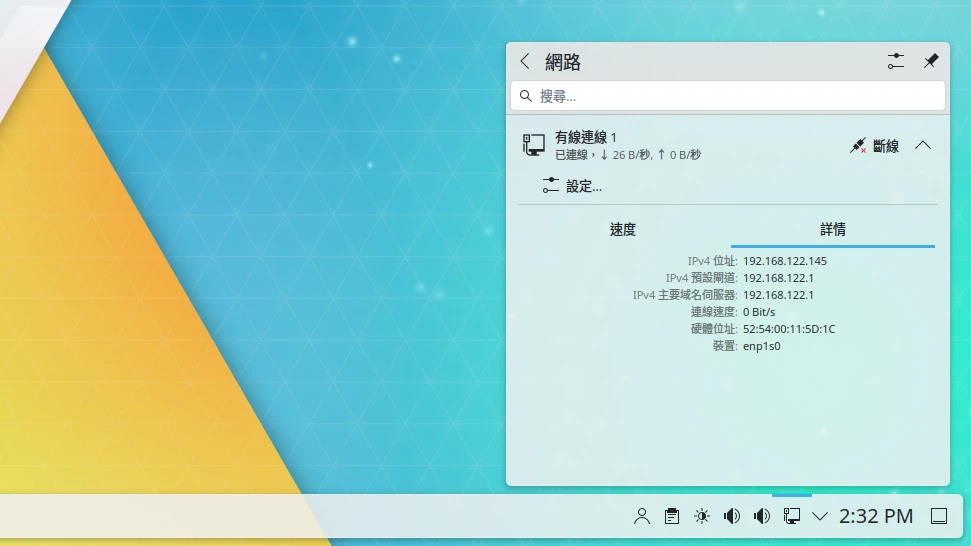 網路
搜尋...
有線連線 1
已連線，↓ 26 B/秒, ↑ 0 B/秒
斷線
設定...
速度 詳情
IPv4 位址: 192.168.122.145
IPv4 預設閘道: 192.168.122.1
IPv4 主要域名伺服器: 192.168.122.1
連線速度: 0 Bit/s
硬體位址: 52:54:00:11:5D:1C
裝置: enp1s0
2:32 PM